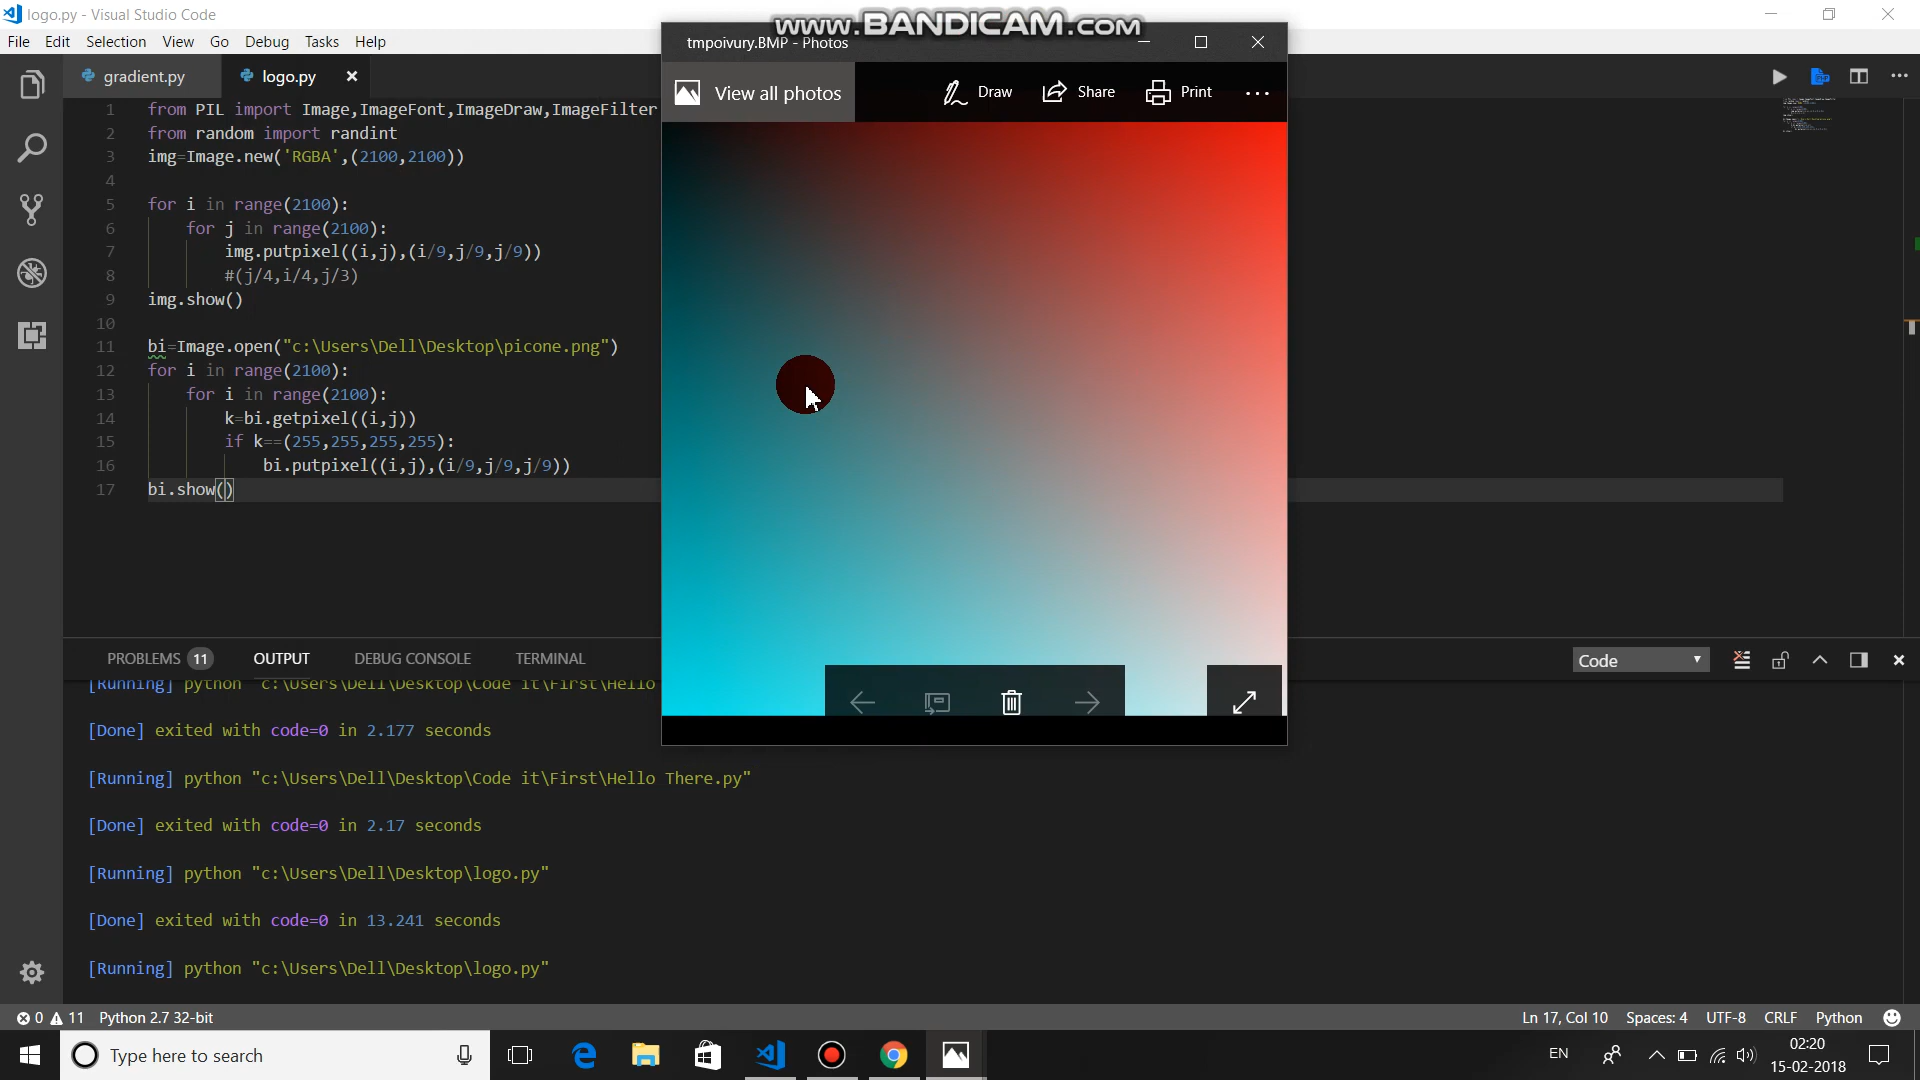 logo.py - Visual Studio Code
www.BANDICAM.com
File Edit Selection View Go Debug Tasks Help
tmpoivury.BMP - Photos
gradient.py
logo.py
View all photos
Draw
Share
Print
1 from PIL import Image,ImageFont,ImageDraw,ImageFilter
2 from random import randint
3 img=Image.new('RGBA',(2100,2100))
4
5 for i in range(2100):
6 for j in range(2100):
7 img.putpixel((i,j),(i/9,j/9,j/9))
8 #(j/4,i/4,j/3)
9 img.show()
10
11 bi=Image.open("c:\Users\Dell\Desktop\picone.png")
12 for i in range(2100):
13 for i in range(2100):
14 k=bi.getpixel((i,j))
15 if k==(255,255,255,255):
16 bi.putpixel((i,j),(i/9,j/9,j/9))
17 bi.show()
PROBLEMS 11 OUTPUT DEBUG CONSOLE TERMINAL
Code
[Running] python "c:\Users\Dell\Desktop\Code it\First\Hello
[Done] exited with code=0 in 2.177 seconds
[Running] python "c:\Users\Dell\Desktop\Code it\First\Hello There.py"
[Done] exited with code=0 in 2.17 seconds
[Running] python "c:\Users\Dell\Desktop\logo.py"
[Done] exited with code=0 in 13.241 seconds
[Running] python "c:\Users\Dell\Desktop\logo.py"
0 11 Python 2.7 32-bit
Ln 17, Col 10 Spaces: 4 UTF-8 CRLF Python
Type here to search
EN
02:20
15-02-2018